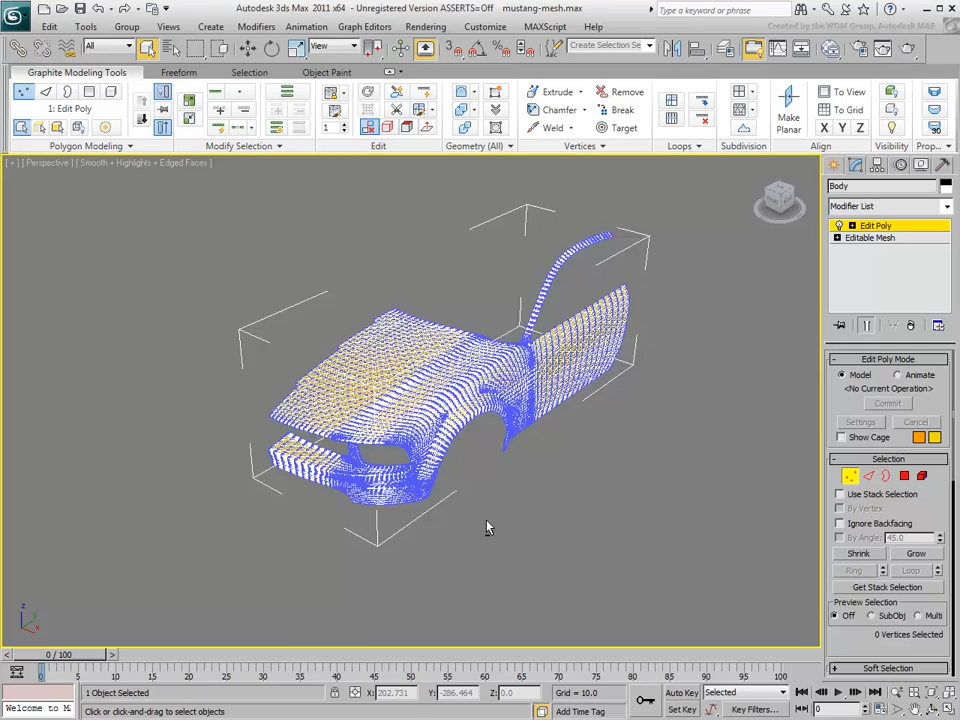 Autodesk 3ds Max 2011 x64 - Unregistered Version ASSERTS=Off mustang-mesh.max
Type a keyword or phrase
Edit Tools Group Views Create Modifiers Animation Graph Editors Rendering Customize MAXScript Help
Created by the WDM Group, Autodesk M&E
All View Create Selection Se
Graphite Modeling Tools Freeform Selection Object Paint
1: Edit Poly
Extrude Remove To View
Chamfer Break Make Planar To Grid
Weld Target X Y Z
Polygon Modeling Modify Selection Edit Geometry (All) Vertices Loops Subdivision Align Visibility Prop...
[ + ] [ Perspective ] [ Smooth + Highlights + Edged Faces ]
Body
Modifier List
Edit Poly
Editable Mesh
Edit Poly Mode
Model Animate
<No Current Operation>
Commit
Settings Cancel
Show Cage
Selection
Use Stack Selection
By Vertex
Ignore Backfacing
By Angle: 45.0
Shrink Grow
Ring Loop
Get Stack Selection
Preview Selection
Off SubObj Multi
0 Vertices Selected
Soft Selection
0 / 100
0 5 10 15 20 25 30 35 40 45 50 55 60 65 70 75 80 85 90 95 100
1 Object Selected X: 202.731 Y: -286.464 Z: 0.0 Grid = 10.0 Auto Key Selected
Welcome to M Click or click-and-drag to select objects Add Time Tag Set Key Key Filters... 0